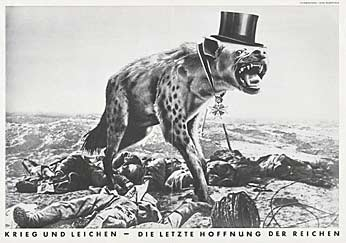 KRIEG UND LEICHEN – DIE LETZTE HOFFNUNG DER REICHEN